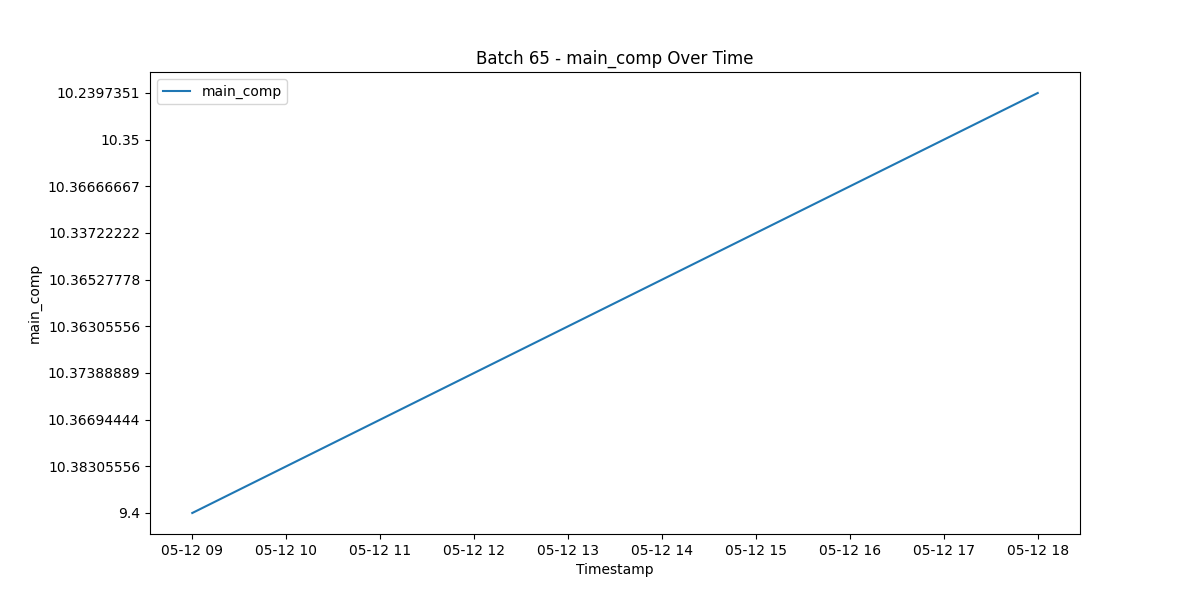 Batch 65 - main_comp Over Time
main_comp
10.2397351
10.35
10.36666667
10.33722222
10.36527778
10.36305556
10.37388889
10.36694444
10.38305556
9.4
main_comp
05-12 09 05-12 10 05-12 11 05-12 12 05-12 13 05-12 14 05-12 15 05-12 16 05-12 17 05-12 18
Timestamp